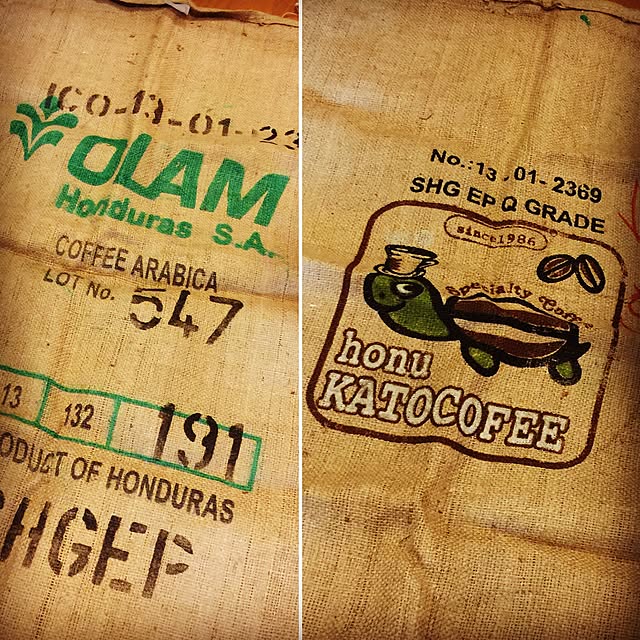 ICO-13-01-22
OLAM
Honduras S.A.
COFFEE ARABICA
LOT No. 547
13 132 191
ODUCT OF HONDURAS
HGEP
No.:13 .01- 2369
SHG EP Q GRADE
since1986
Specialty Coffee
honu
KATOCOFEE